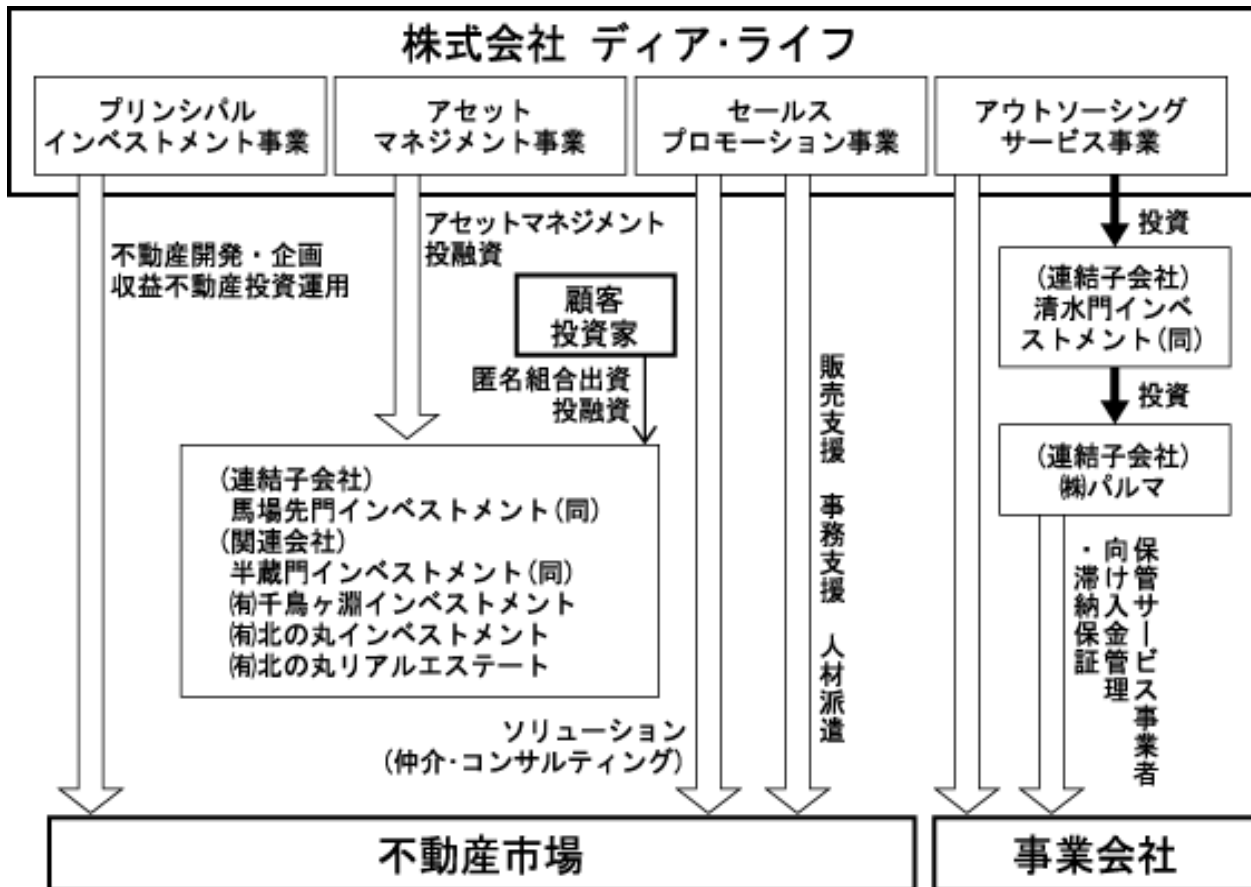 株式会社 ディア・ライフ
プリンシパル
インベストメント事業
アセット
マネジメント事業
セールス
プロモーション事業
アウトソーシング
サービス事業
不動産開発・企画
収益不動産投資運用
アセットマネジメント
投融資
顧客
投資家
匿名組合出資
投融資
(連結子会社)
馬場先門インベストメント(同)
(関連会社)
半蔵門インベストメント(同)
㈲千鳥ヶ淵インベストメント
㈲北の丸インベストメント
㈲北の丸リアルエステート
ソリューション
(仲介・コンサルティング)
販売支援 事務支援 人材派遣
投資
(連結子会社)
清水門インベ
ストメント(同)
投資
(連結子会社)
㈱パルマ
保管サービス事業者
向け入金管理
・滞納保証
不動産市場
事業会社